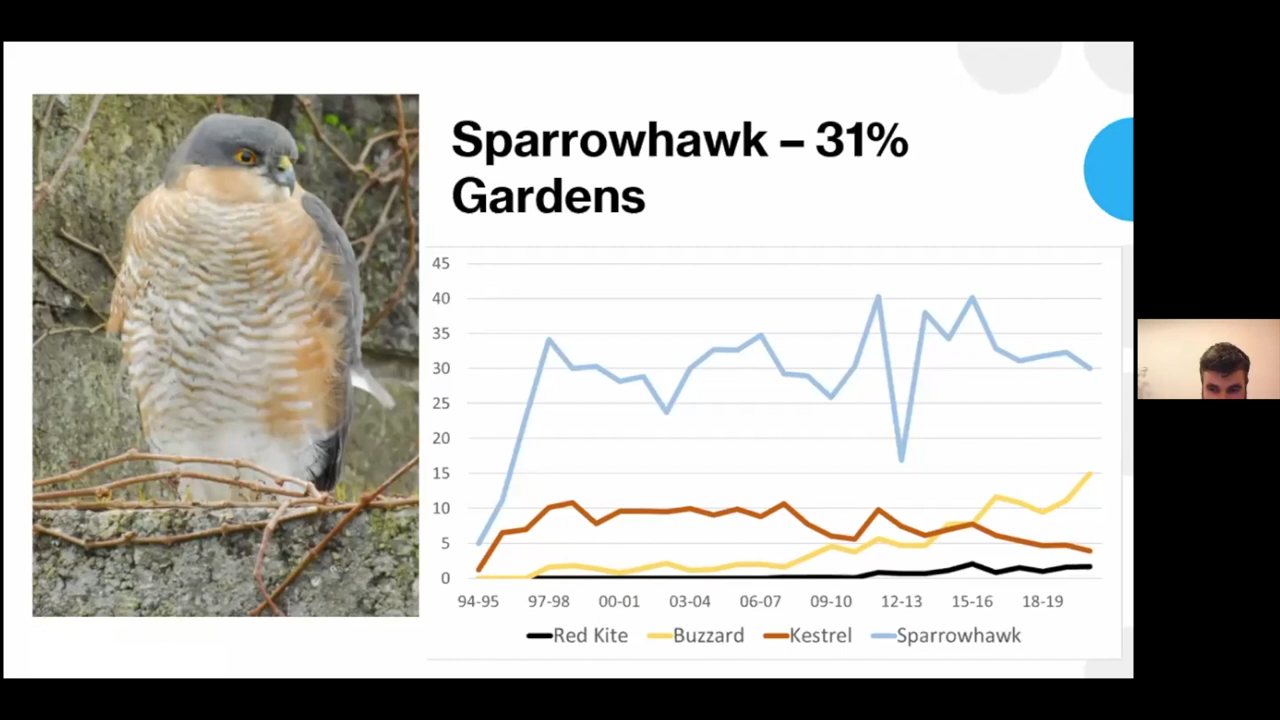 Sparrowhawk – 31%
Gardens
45
40
35
30
25
20
15
10
5
0
94-95 97-98 00-01 03-04 06-07 09-10 12-13 15-16 18-19
Red Kite Buzzard Kestrel Sparrowhawk